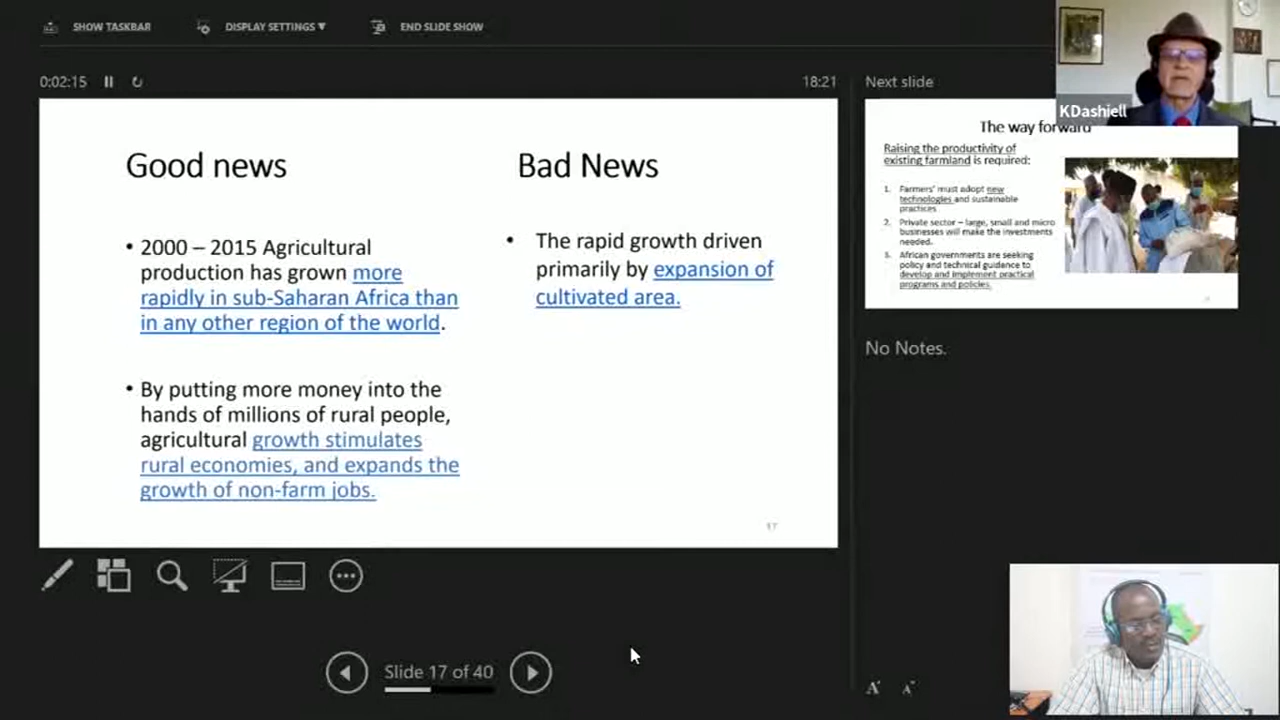 SHOW TASKBAR
DISPLAY SETTINGS ▼
END SLIDE SHOW
0:02:15
18:21
Good news
• 2000 – 2015 Agricultural
production has grown more
rapidly in sub-Saharan Africa than
in any other region of the world.
• By putting more money into the
hands of millions of rural people,
agricultural growth stimulates
rural economies, and expands the
growth of non-farm jobs.
Bad News
• The rapid growth driven
primarily by expansion of
cultivated area.
17
Slide 17 of 40
Next slide
KDashiell
The way forward
Raising the productivity of
existing farmland is required:
1. Farmers' must adopt new
technologies and sustainable
practices
2. Private sector – large, small and micro
businesses will make the investments
needed.
3. African governments are seeking
policy and technical guidance to
develop and implement practical
programs and policies.
No Notes.
A A